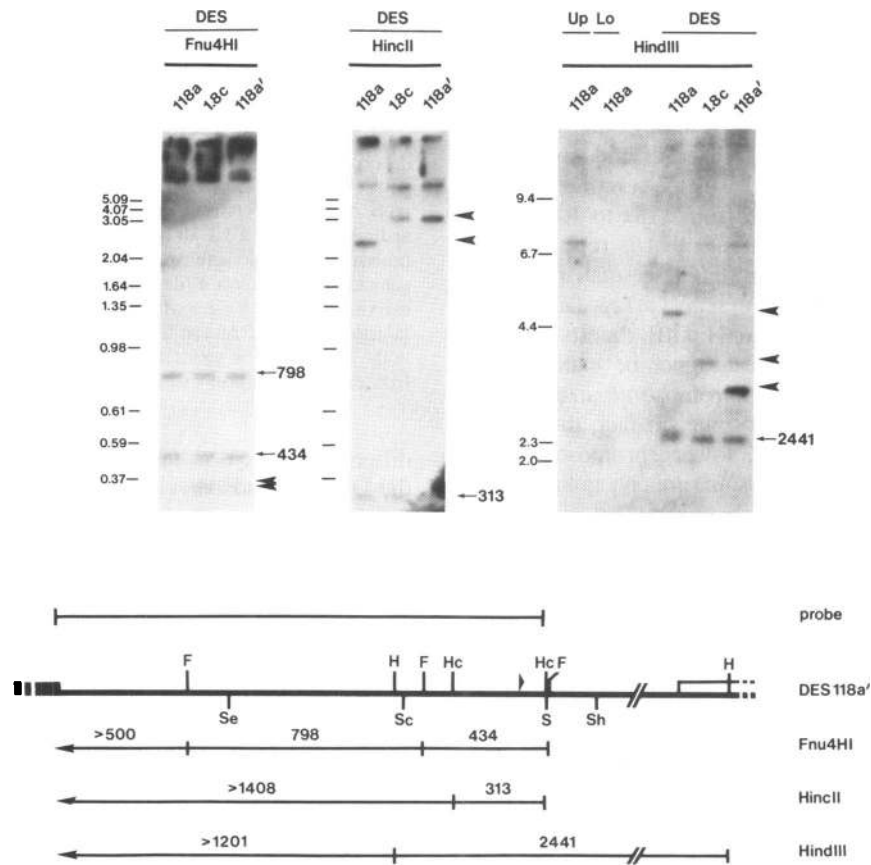 DES
Fnu4HI
118a 1.8c 118a′
5.09
4.07
3.05
2.04
1.64
1.35
0.98
0.61
0.59
0.37
798
434
DES
HincII
118a 1.8c 118a′
313
Up Lo DES
HindIII
118a 118a 118a 1.8c 118a′
9.4
6.7
4.4
2.3
2.0
2441
probe
F H F Hc Hc F H
DES 118a′
Se Sc S Sh
>500 798 434 Fnu4HI
>1408 313 HincII
>1201 2441 HindIII